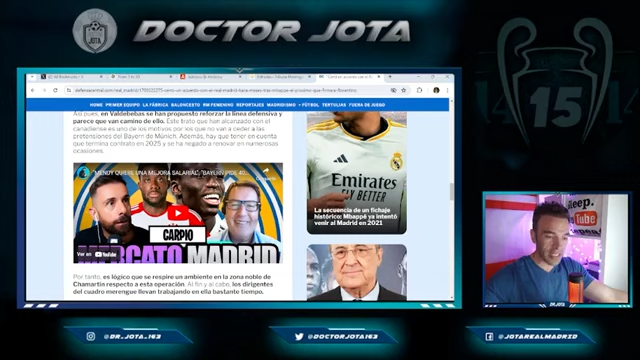 DOCTOR JOTA
JOTA
15
HOME PRIMER EQUIPO LA FÁBRICA BALONCESTO RM FEMENINO REPORTAJES MADRIDISMO + FÚTBOL TERTULIAS FUERA DE JUEGO
en Valdebebas se han propuesto reforzar la línea defensiva y
parece que van camino de ello. Este trato que han alcanzado con el
canadiense es uno de los motivos por los que no van a ceder a las
pretensiones del Bayern de Múnich. Además, hay que tener en cuenta
que termina contrato en 2025 y se ha negado a renovar en numerosas
ocasiones.
"MENDY QUIERE UNA MEJORA SALARIAL"
CARPIO
MERCATO MADRID
Ver en YouTube
Por tanto, es lógico que se respire un ambiente en la zona noble de
Chamartín respecto a esta operación. Al fin y al cabo, los dirigentes
del cuadro merengue llevan trabajando en ella bastante tiempo.
Emirates
FLY BETTER
La secuencia de un fichaje
histórico: Mbappé ya intentó
venir al Madrid en 2021
YouTube
@DR.JOTA.163
@DOCTORJOTA163
@JOTAREALMADRID